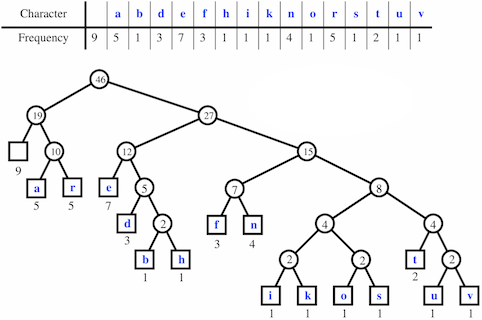 Character a b d e f h i k n o r s t u v
Frequency 9 5 1 3 7 3 1 1 1 4 1 5 1 2 1 1
46
19 27
10 12 15
9
a r e 5 7 8
5 5 7
d 2 f n 4 4
3 3 4
b h 2 2 t 2
1 1 2
i k o s u v
1 1 1 1 1 1